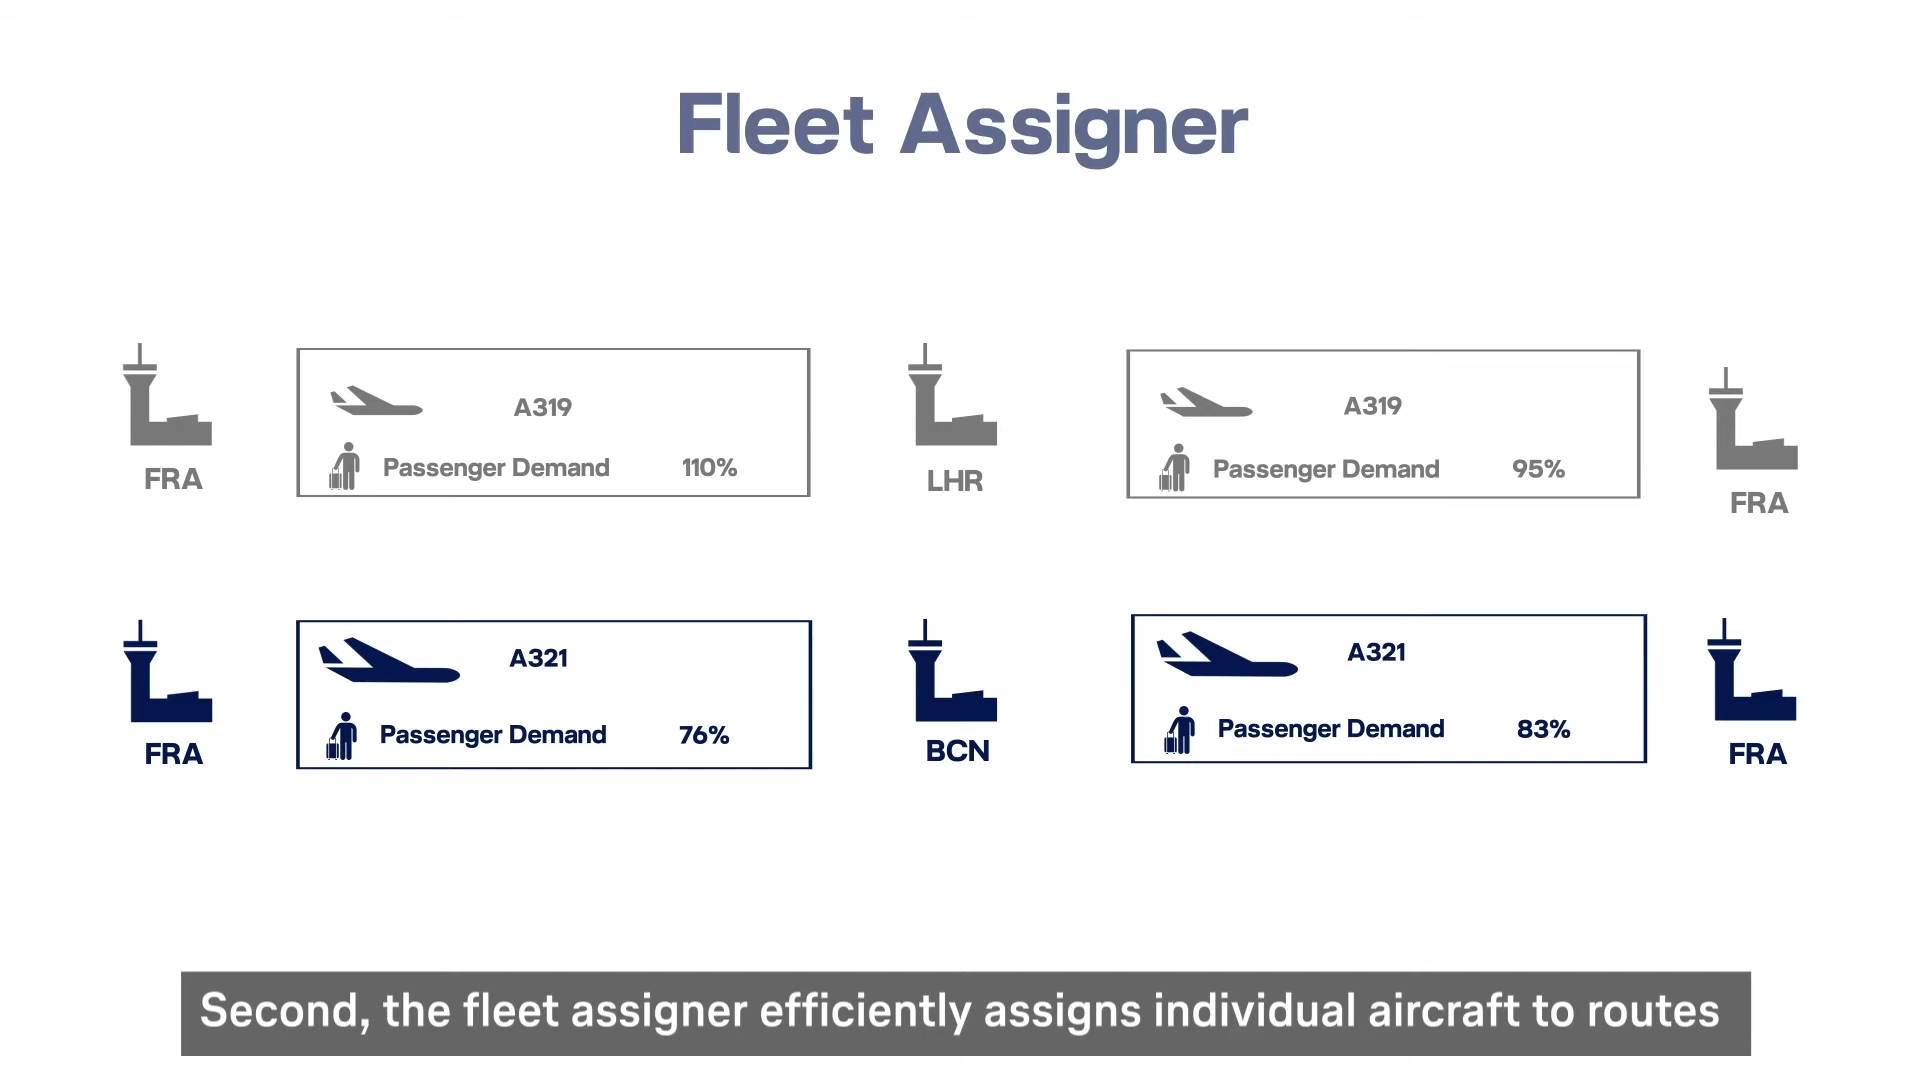 Fleet Assigner
A319
Passenger Demand 110%
FRA
LHR
A319
Passenger Demand 95%
FRA
A321
Passenger Demand 76%
FRA
BCN
A321
Passenger Demand 83%
FRA
Second, the fleet assigner efficiently assigns individual aircraft to routes